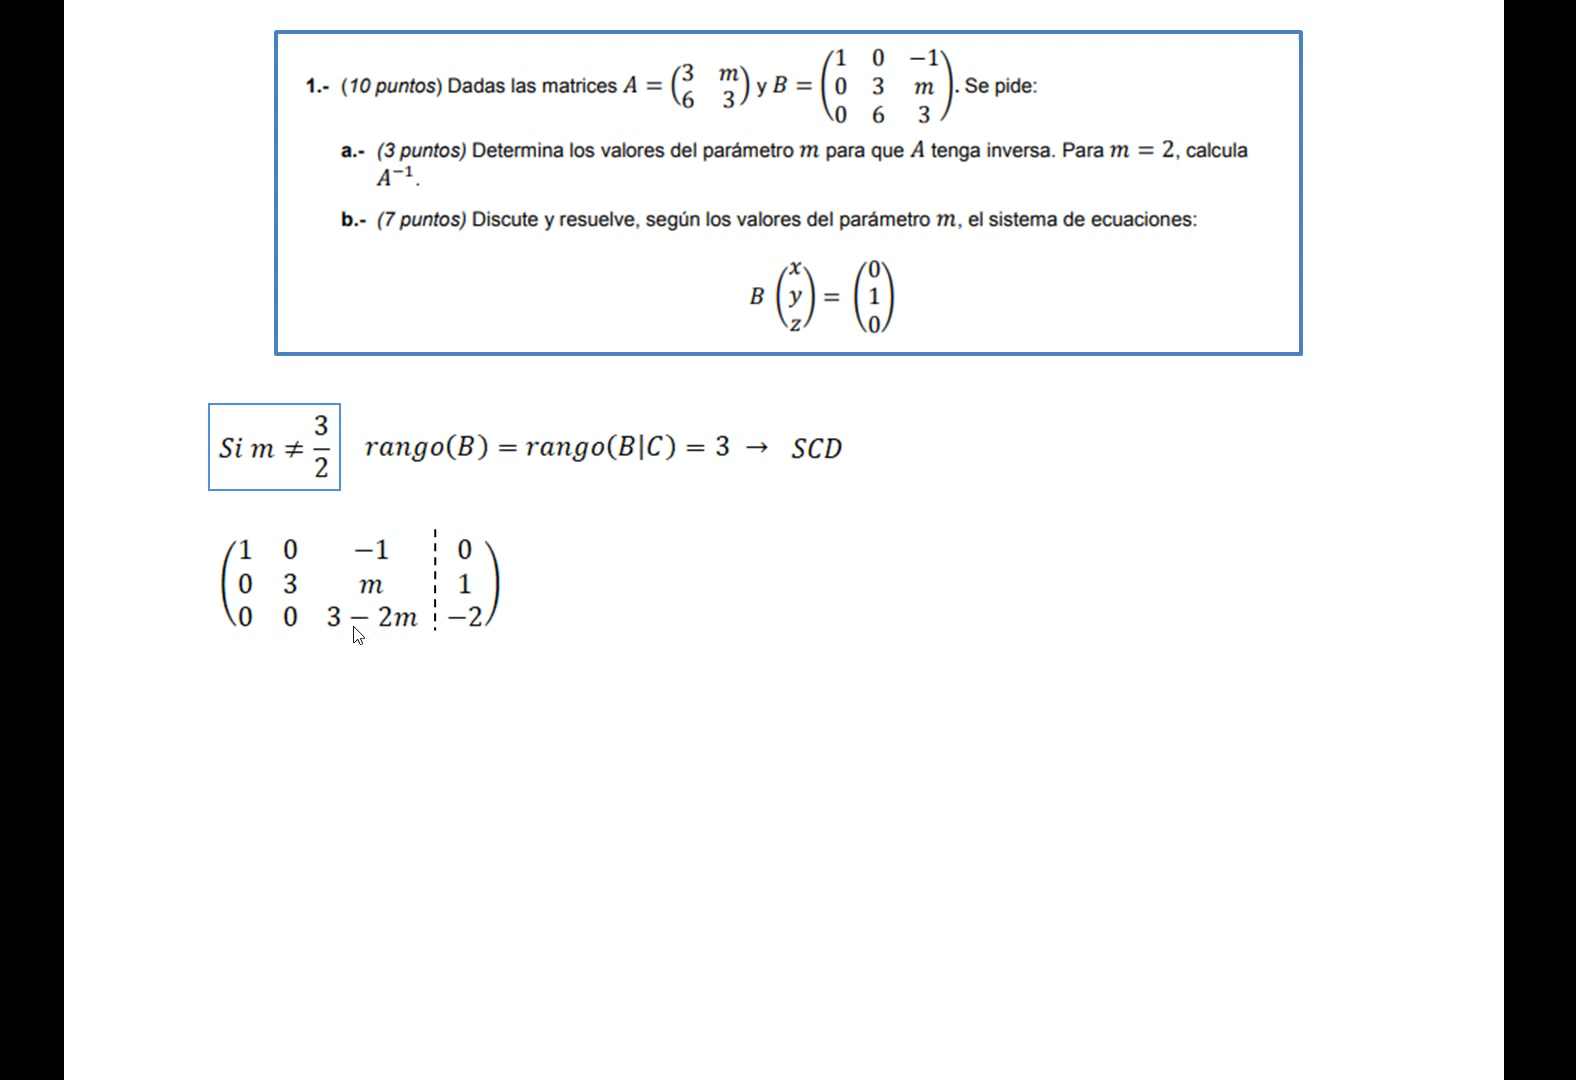 1.- (10 puntos) Dadas las matrices A = (3 m; 6 3) y B = (1 0 −1; 0 3 m; 0 6 3). Se pide:
a.- (3 puntos) Determina los valores del parámetro m para que A tenga inversa. Para m = 2, calcula
A⁻¹.
b.- (7 puntos) Discute y resuelve, según los valores del parámetro m, el sistema de ecuaciones:
B (x; y; z) = (0; 1; 0)
Si m ≠ 3/2 rango(B) = rango(B|C) = 3 → SCD
1 0 −1 | 0
0 3 m | 1
0 0 3 − 2m | −2